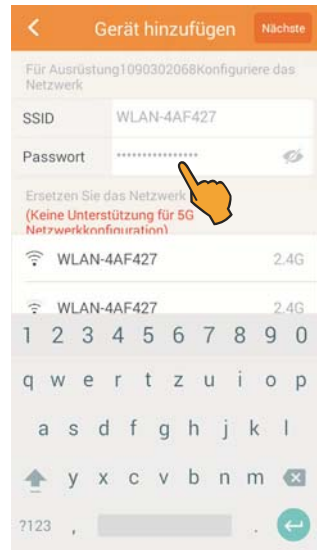 Gerät hinzufügen Nächste
Für Ausrüstung1090302068Konfiguriere das
Netzwerk
SSID WLAN-4AF427
Passwort ................
Ersetzen Sie das Netzwerk
(Keine Unterstützung für 5G
Netzwerkkonfiguration)
WLAN-4AF427 2.4G
WLAN-4AF427 2.4G
1 2 3 4 5 6 7 8 9 0
q w e r t z u i o p
a s d f g h j k l
y x c v b n m
?123 , .